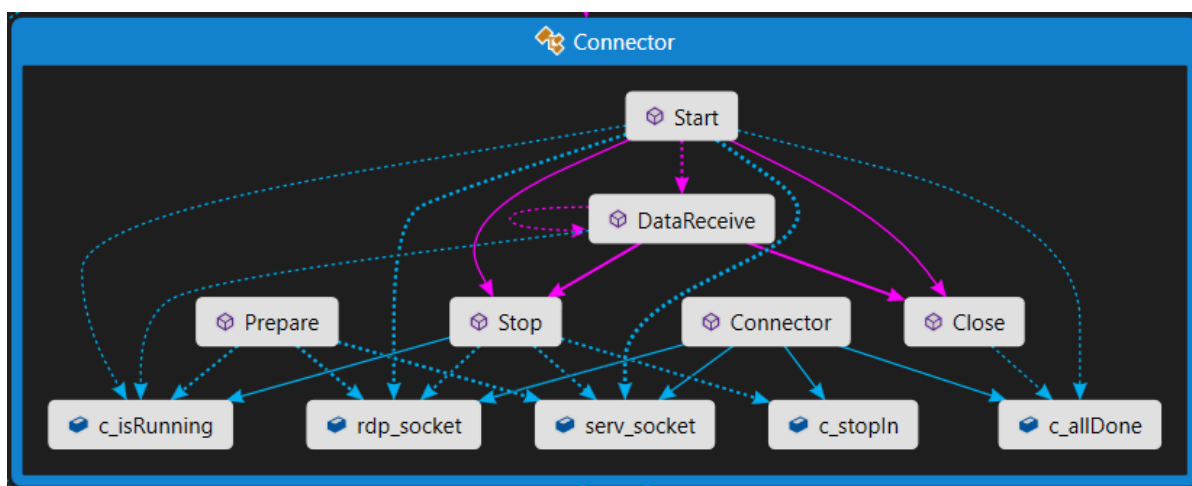 Connector
Start
DataReceive
Prepare
Stop
Connector
Close
c_isRunning
rdp_socket
serv_socket
c_stopIn
c_allDone